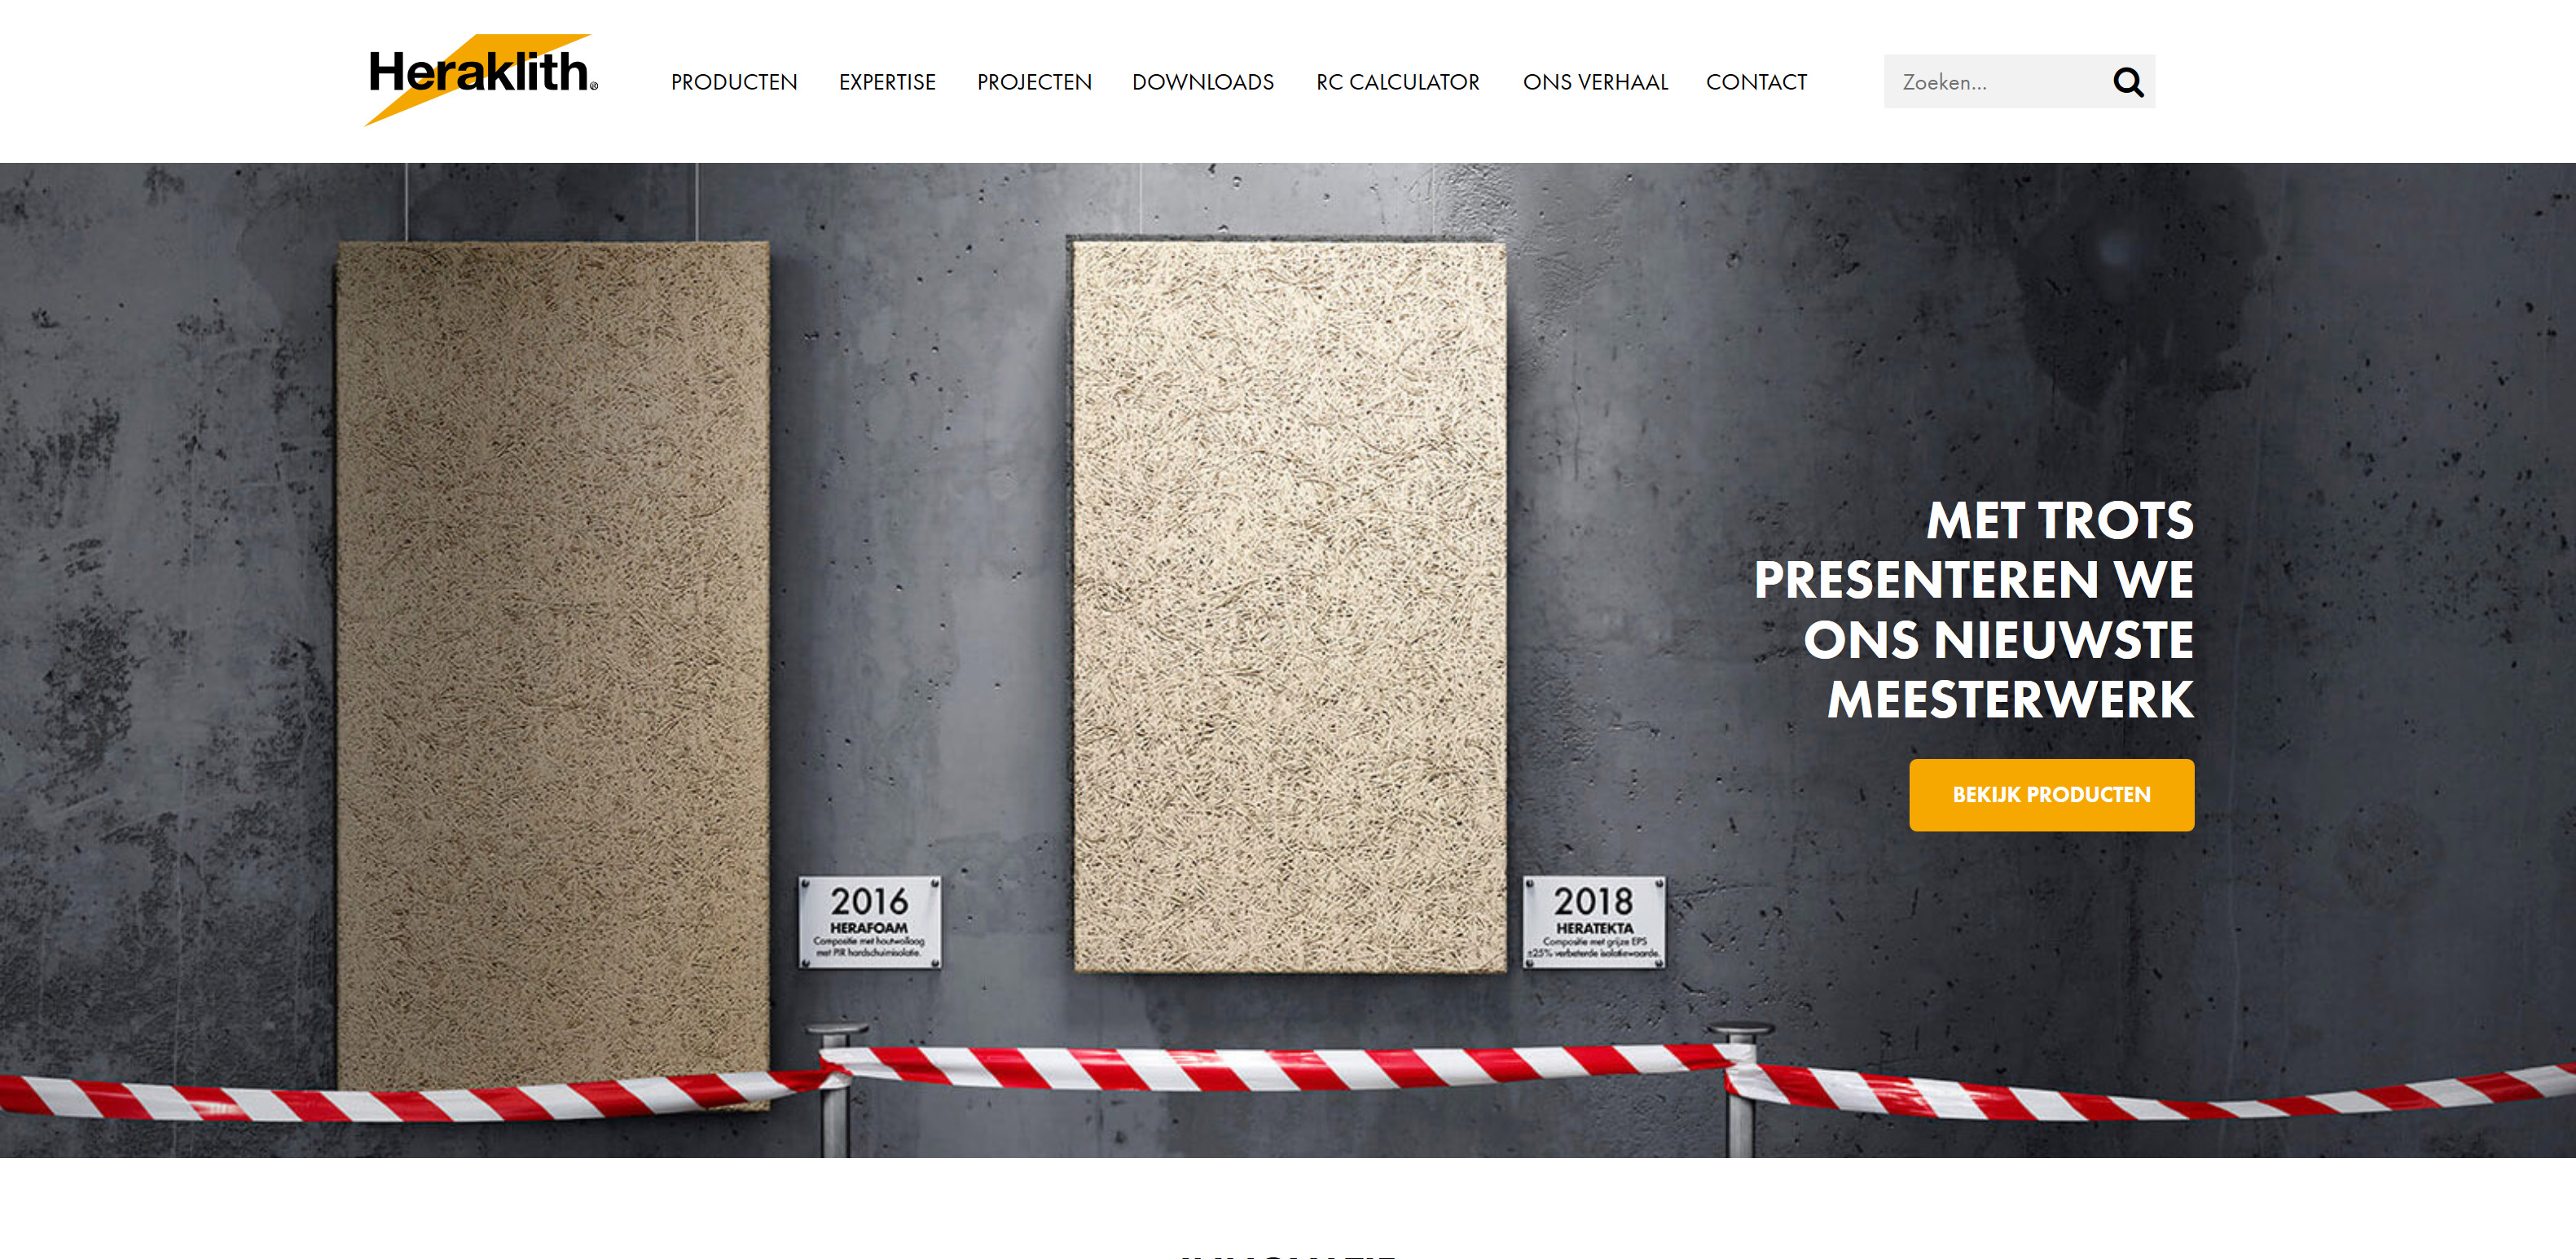 Heraklith®
PRODUCTEN
EXPERTISE
PROJECTEN
DOWNLOADS
RC CALCULATOR
ONS VERHAAL
CONTACT
Zoeken...
MET TROTS
PRESENTEREN WE
ONS NIEUWSTE
MEESTERWERK
BEKIJK PRODUCTEN
2016
HERAFOAM
Compositie met houtwollaag
met PIR hardschuimisolatie.
2018
HERATEKTA
Compositie met grijze EPS
±25% verbeterde isolatiewaarde.